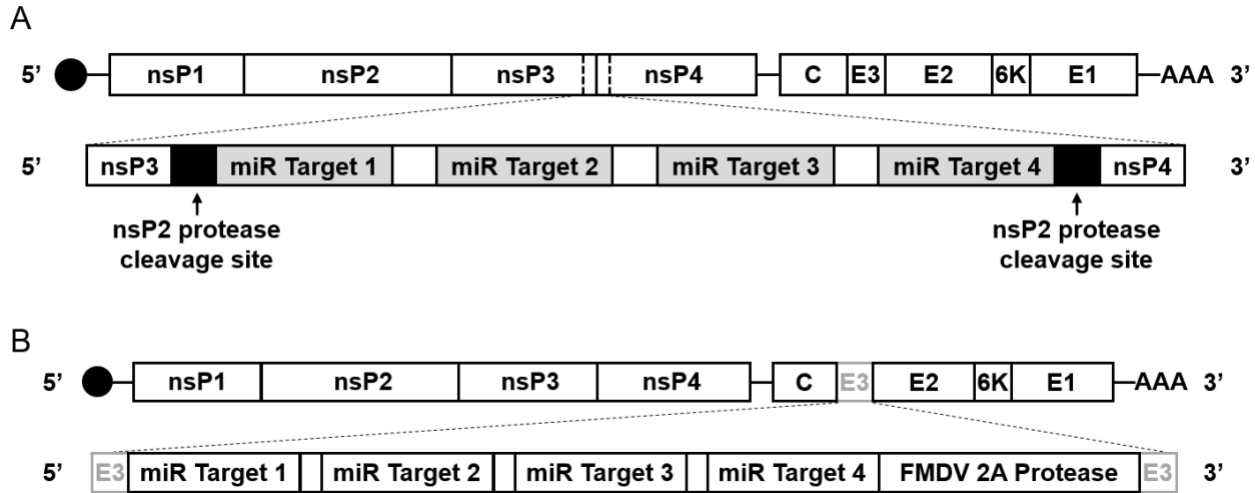 A
5’ nsP1 nsP2 nsP3 nsP4 C E3 E2 6K E1 AAA 3’
5’ nsP3 miR Target 1 miR Target 2 miR Target 3 miR Target 4 nsP4 3’
nsP2 protease nsP2 protease
cleavage site cleavage site
B
5’ nsP1 nsP2 nsP3 nsP4 C E3 E2 6K E1 AAA 3’
5’ E3 miR Target 1 miR Target 2 miR Target 3 miR Target 4 FMDV 2A Protease E3 3’